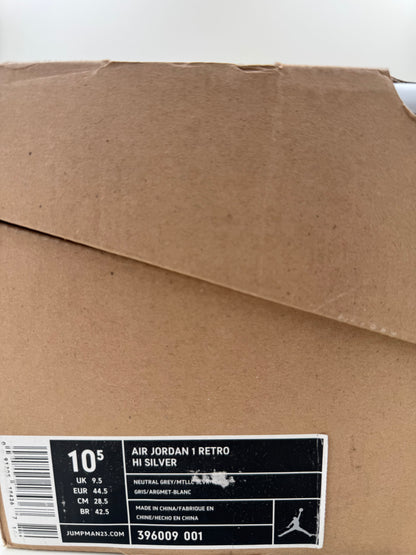 10⁵
UK 9.5
EUR 44.5
CM 28.5
BR 42.5
JUMPMAN23.COM
AIR JORDAN 1 RETRO
HI SILVER
NEUTRAL GREY/MTLLC
GRIS/ARGMET-BLANC
MADE IN CHINA/FABRIQUE EN
CHINE/HECHO EN CHINA
396009 001